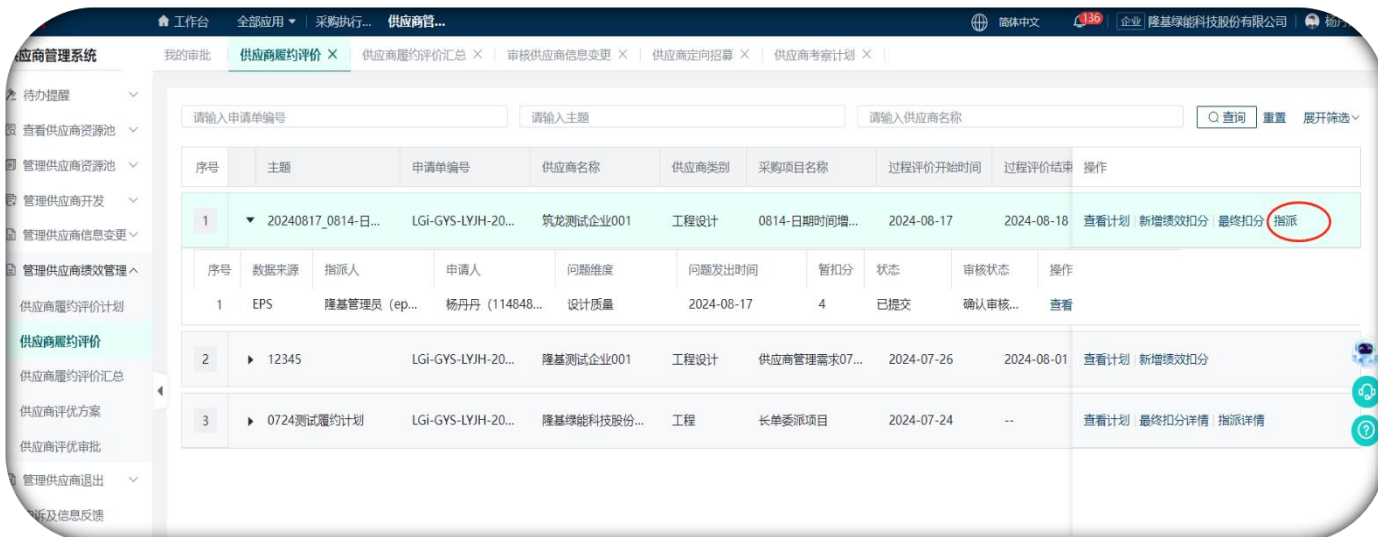 工作台 全部应用 采购执行... 供应商管... 简体中文 136 企业 隆基绿能科技股份有限公司
应商管理系统 我的审批 供应商履约评价 × 供应商履约评价汇总 × 审核供应商信息变更 × 供应商定向招募 × 供应商考察计划 ×
待办提醒
请输入申请单编号 请输入主题 请输入供应商名称 查询 重置 展开筛选
查看供应商资源池
管理供应商资源池
序号 主题 申请单编号 供应商名称 供应商类别 采购项目名称 过程评价开始时间 过程评价结束 操作
管理供应商开发
1 20240817_0814-日... LGi-GYS-LYJH-20... 筑龙测试企业001 工程设计 0814-日期时间增... 2024-08-17 2024-08-18 查看计划 新增绩效扣分 最终扣分 指派
管理供应商信息变更
管理供应商绩效管理
序号 数据来源 指派人 申请人 问题维度 问题发出时间 暂扣分 状态 审核状态 操作
供应商履约评价计划
1 EPS 隆基管理员 (ep... 杨丹丹 (114848... 设计质量 2024-08-17 4 已提交 确认审核... 查看
供应商履约评价
2 12345 LGi-GYS-LYJH-20... 隆基测试企业001 工程设计 供应商管理需求07... 2024-07-26 2024-08-01 查看计划 新增绩效扣分
供应商履约评价汇总
供应商评优方案
3 0724测试履约计划 LGi-GYS-LYJH-20... 隆基绿能科技股份... 工程 长单委派项目 2024-07-24 -- 查看计划 最终扣分详情 指派详情
供应商评优审批
管理供应商退出
诉及信息反馈